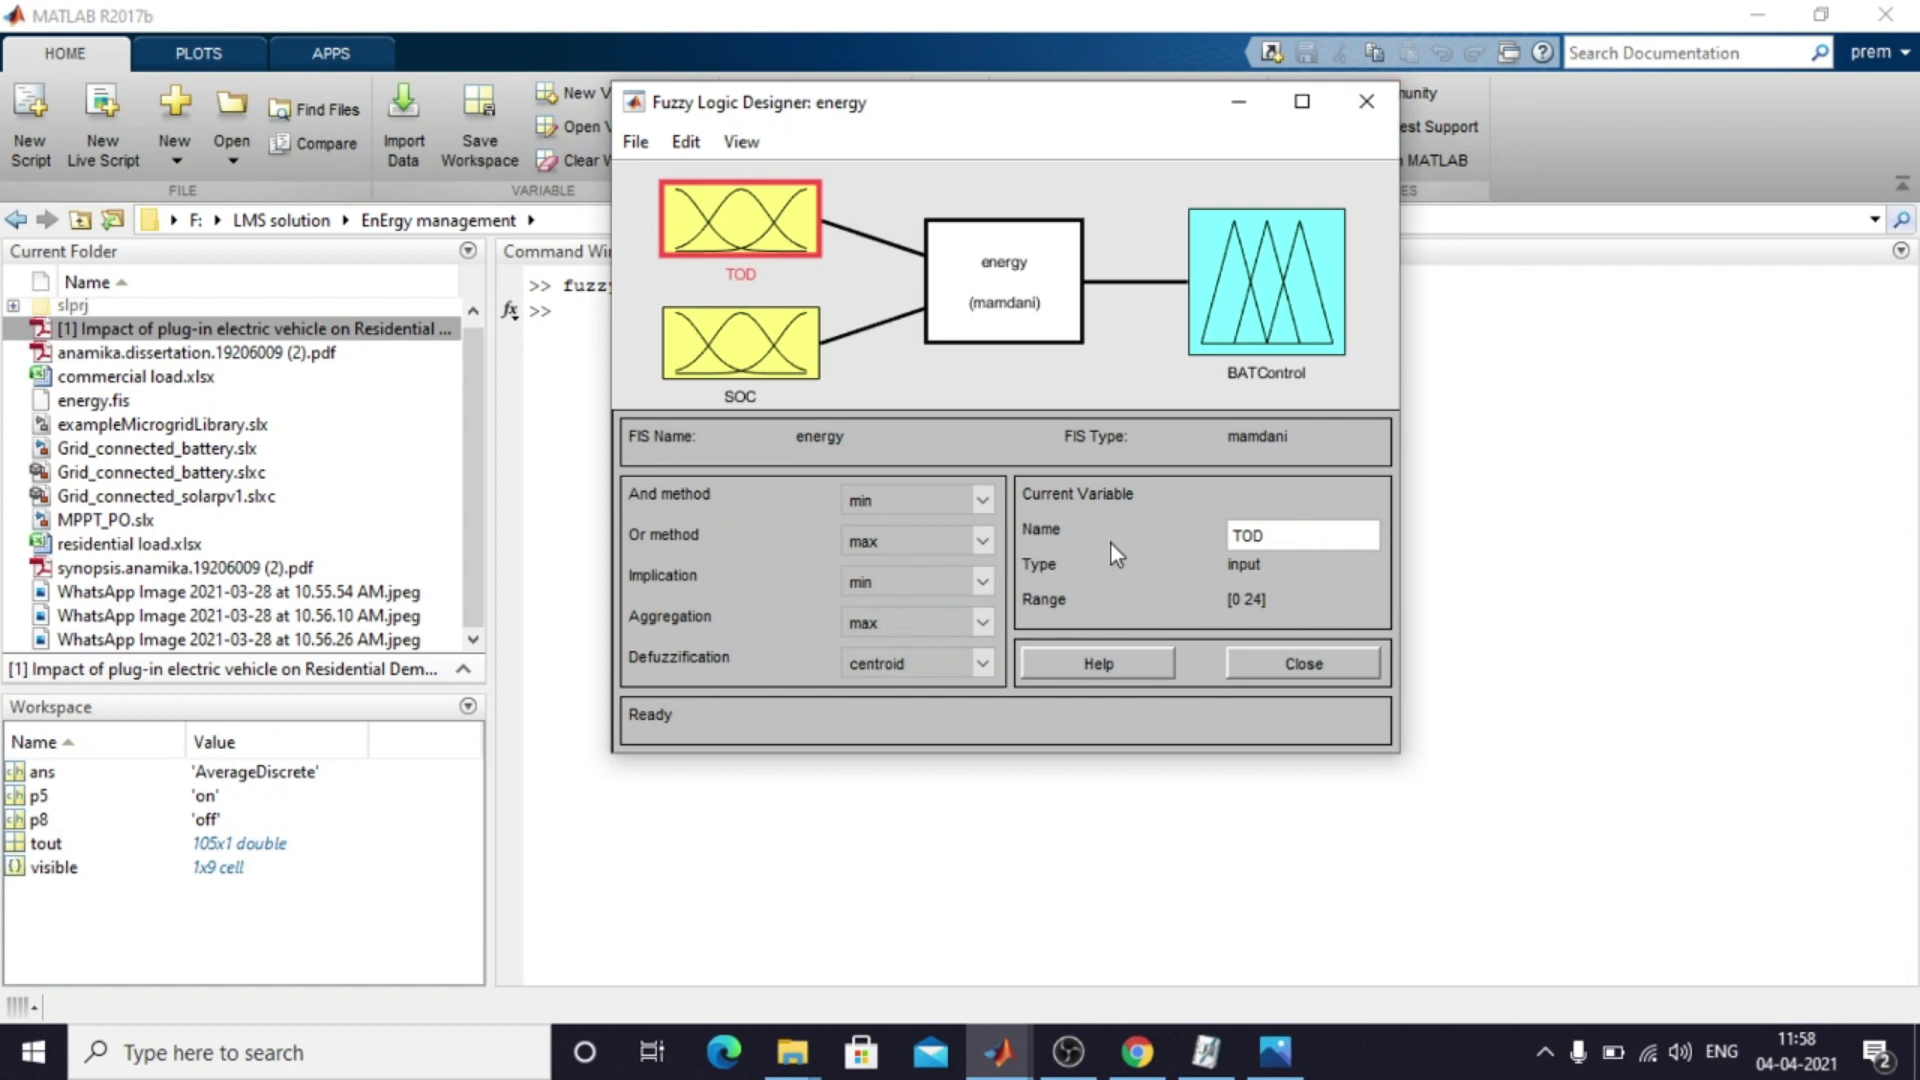 MATLAB R2017b
HOME
PLOTS
APPS
Search Documentation
prem
New Script
New Live Script
New
Open
Find Files
Compare
Import Data
Save Workspace
New V
Open V
Clear W
unity
est Support
MATLAB
FILE
VARIABLE
ES
F: LMS solution EnErgy management
Current Folder
Name
slprj
[1] Impact of plug-in electric vehicle on Residential ...
anamika.dissertation.19206009 (2).pdf
commercial load.xlsx
energy.fis
exampleMicrogridLibrary.slx
Grid_connected_battery.slx
Grid_connected_battery.slxc
Grid_connected_solarpv1.slxc
MPPT_PO.slx
residential load.xlsx
synopsis.anamika.19206009 (2).pdf
WhatsApp Image 2021-03-28 at 10.55.54 AM.jpeg
WhatsApp Image 2021-03-28 at 10.56.10 AM.jpeg
WhatsApp Image 2021-03-28 at 10.56.26 AM.jpeg
[1] Impact of plug-in electric vehicle on Residential Dem...
Workspace
Name Value
ans 'AverageDiscrete'
p5 'on'
p8 'off'
tout 105x1 double
visible 1x9 cell
Command Wi
>> fuzzy
fx >>
Fuzzy Logic Designer: energy
File Edit View
TOD
SOC
energy
(mamdani)
BATControl
FIS Name: energy FIS Type: mamdani
And method min
Or method max
Implication min
Aggregation max
Defuzzification centroid
Current Variable
Name TOD
Type input
Range [0 24]
Help Close
Ready
Type here to search
ENG
11:58
04-04-2021
2